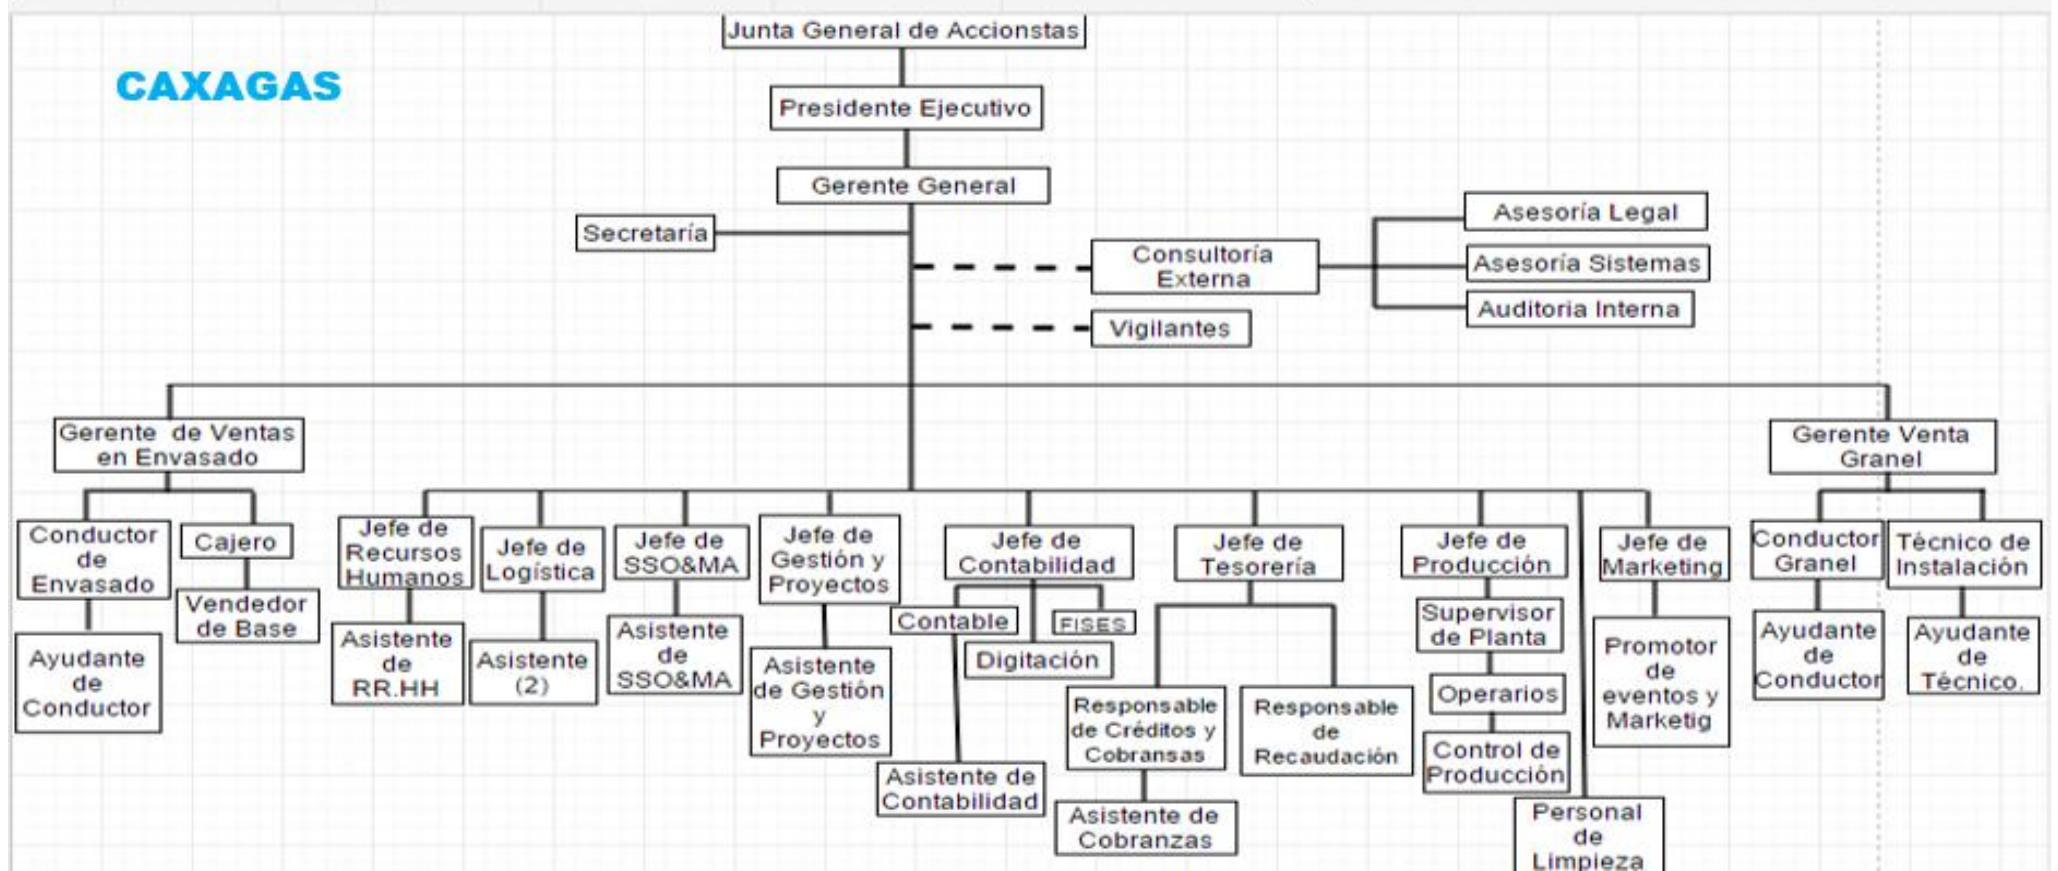 Junta General de Accionstas
CAXAGAS
Presidente Ejecutivo
Gerente General
Secretaría
Asesoría Legal
Consultoría
Externa
Asesoría Sistemas
Auditoria Interna
Vigilantes
Gerente de Ventas
en Envasado
Gerente Venta
Granel
Conductor
de
Envasado
Cajero
Jefe de
Recursos
Humanos
Jefe de
Logística
Jefe de
SSO&MA
Jefe de
Gestión y
Proyectos
Jefe de
Contabilidad
Jefe de
Tesorería
Jefe de
Producción
Jefe de
Marketing
Conductor
Granel
Técnico de
Instalación
Ayudante
de
Conductor
Vendedor
de Base
Asistente
de
RR.HH
Asistente
(2)
Asistente
de
SSO&MA
Asistente
de Gestión
y
Proyectos
Contable
FISES
Digitación
Asistente de
Contabilidad
Responsable
de Créditos y
Cobransas
Responsable
de
Recaudación
Asistente de
Cobranzas
Supervisor
de Planta
Operarios
Control de
Producción
Personal
de
Limpieza
Promotor
de
eventos y
Marketig
Ayudante
de
Conductor
Ayudante
de
Técnico.